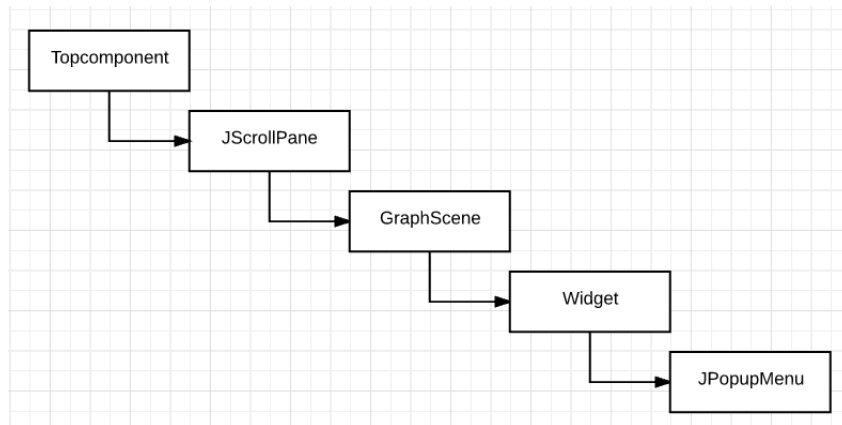 Topcomponent
JScrollPane
GraphScene
Widget
JPopupMenu